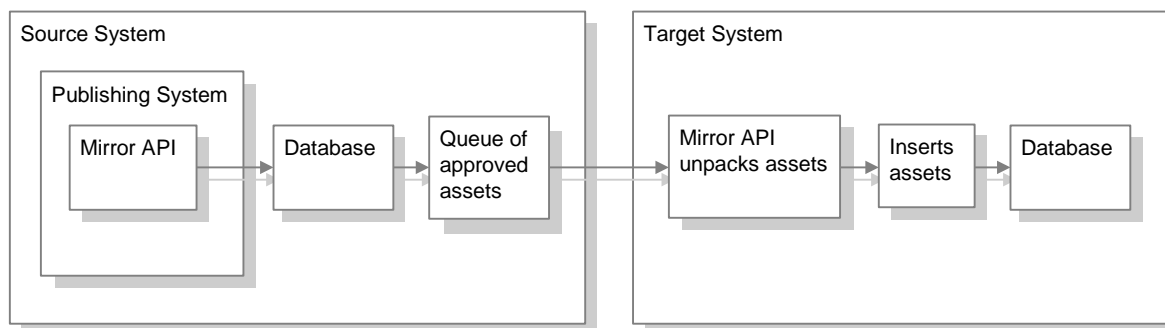 Source System
Publishing System
Mirror API
Database
Queue of
approved
assets
Target System
Mirror API
unpacks assets
Inserts
assets
Database